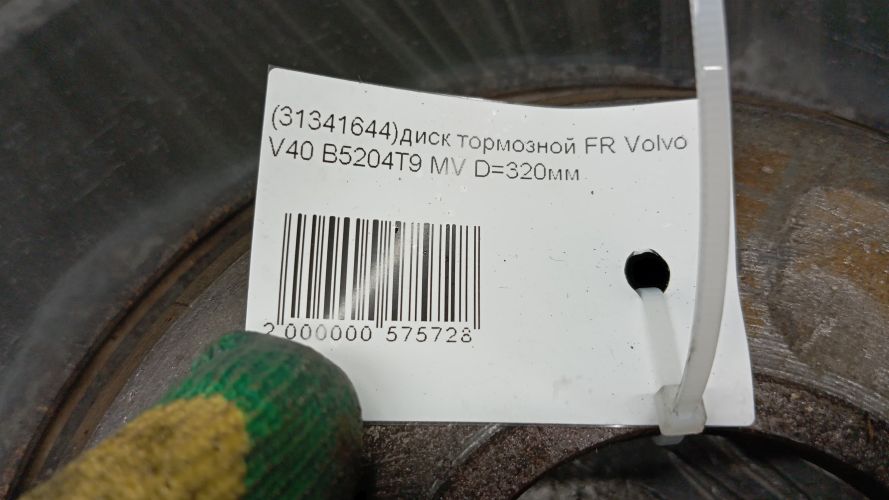 (31341644)диск тормозной FR Volvo
V40 B5204T9 MV D=320мм
2 000000 575728